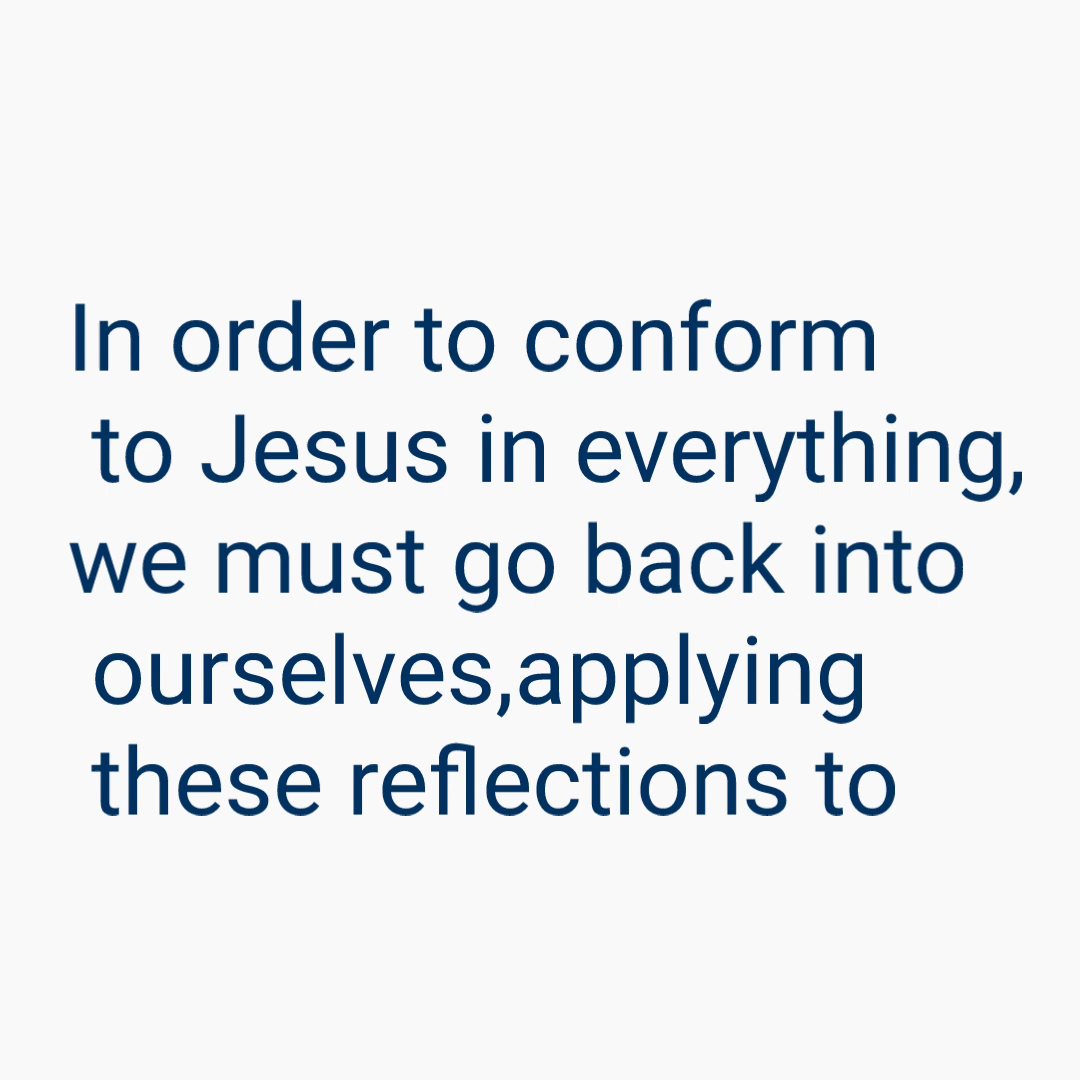 In order to conform
to Jesus in everything,
we must go back into
ourselves,applying
these reflections to